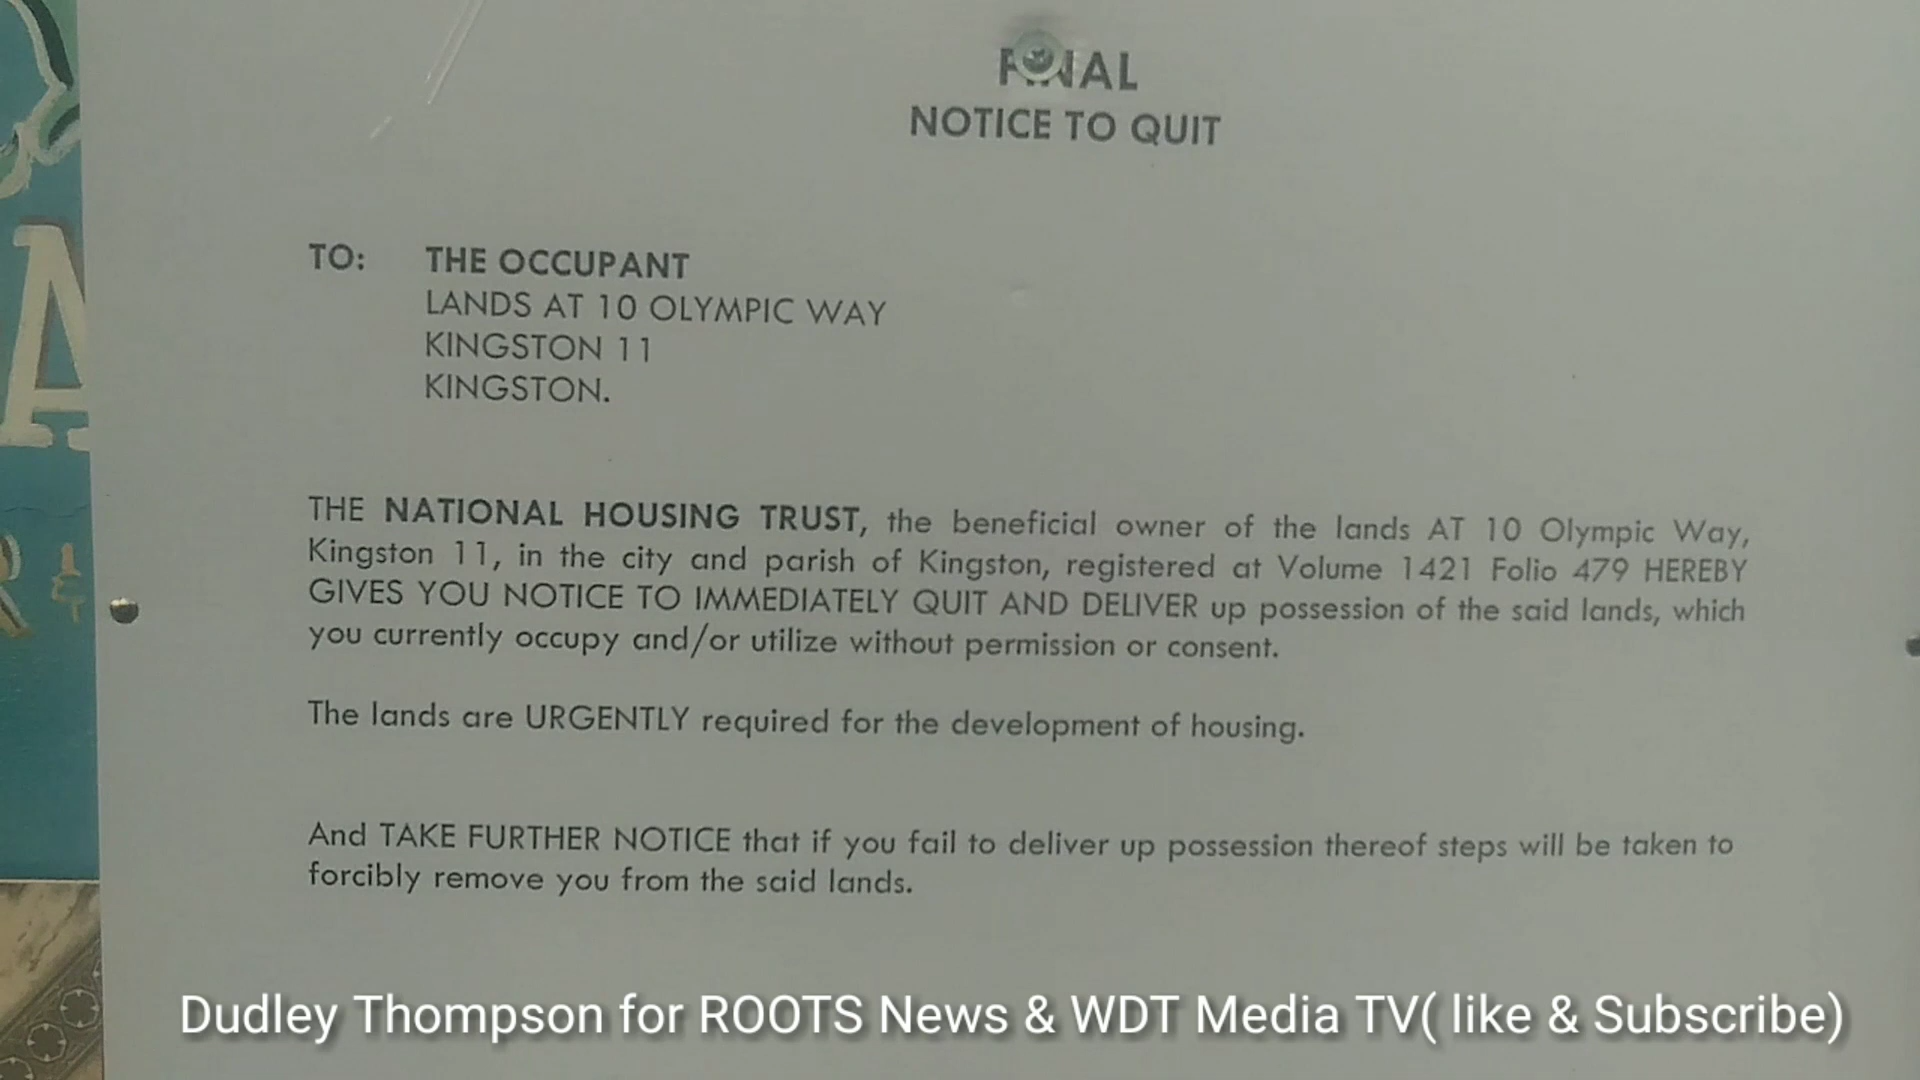 FINAL
NOTICE TO QUIT
TO: THE OCCUPANT
LANDS AT 10 OLYMPIC WAY
KINGSTON 11
KINGSTON.
THE NATIONAL HOUSING TRUST, the beneficial owner of the lands AT 10 Olympic Way,
Kingston 11, in the city and parish of Kingston, registered at Volume 1421 Folio 479 HEREBY
GIVES YOU NOTICE TO IMMEDIATELY QUIT AND DELIVER up possession of the said lands, which
you currently occupy and/or utilize without permission or consent.
The lands are URGENTLY required for the development of housing.
And TAKE FURTHER NOTICE that if you fail to deliver up possession thereof steps will be taken to
forcibly remove you from the said lands.
Dudley Thompson for ROOTS News & WDT Media TV( like & Subscribe)